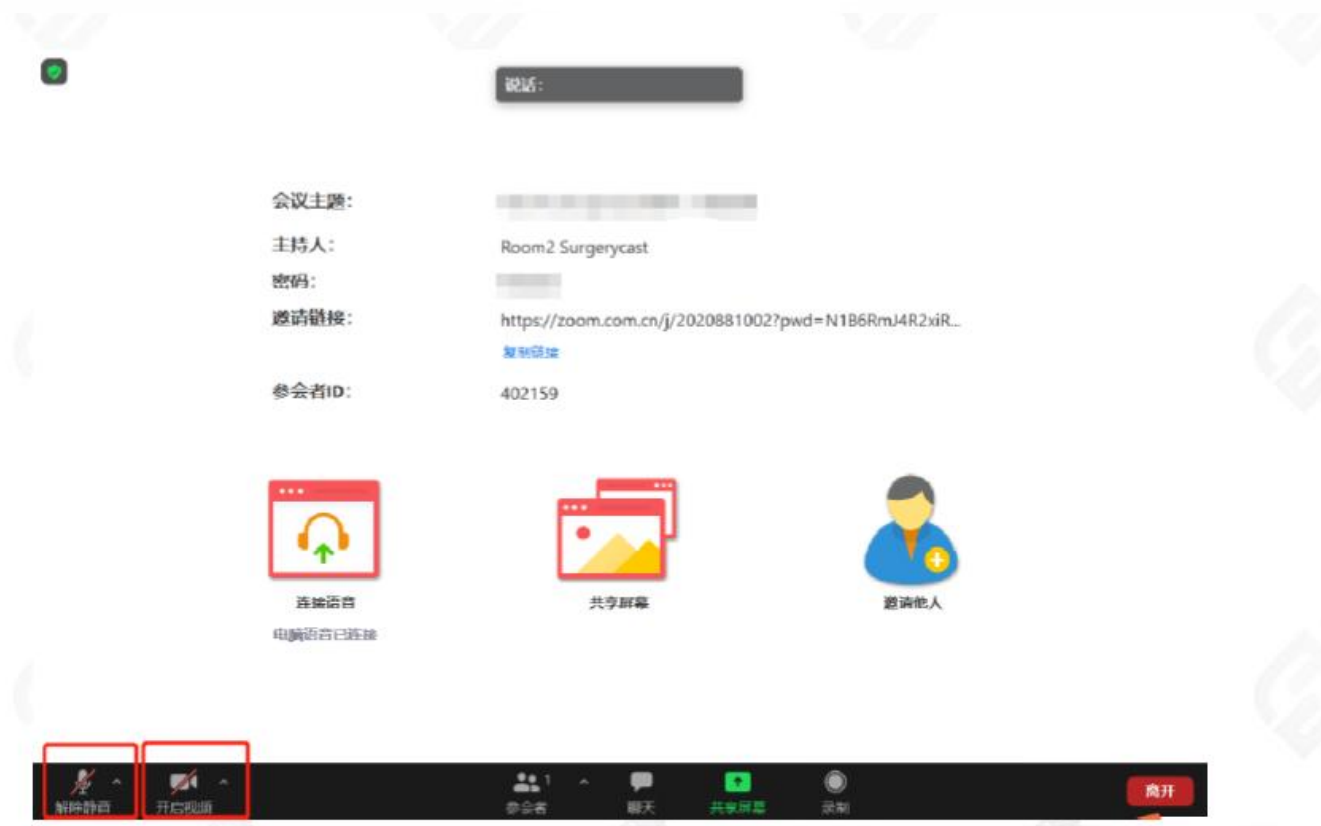 说话:
会议主题:
主持人:
Room2 Surgerycast
密码:
邀请链接:
https://zoom.com.cn/j/2020881002?pwd=N1B6RmJ4R2xiR...
复制链接
参会者ID:
402159
连接语音
共享屏幕
邀请他人
电脑语音已连接
解除静音
开启视频
1
参会者
聊天
共享屏幕
录制
离开